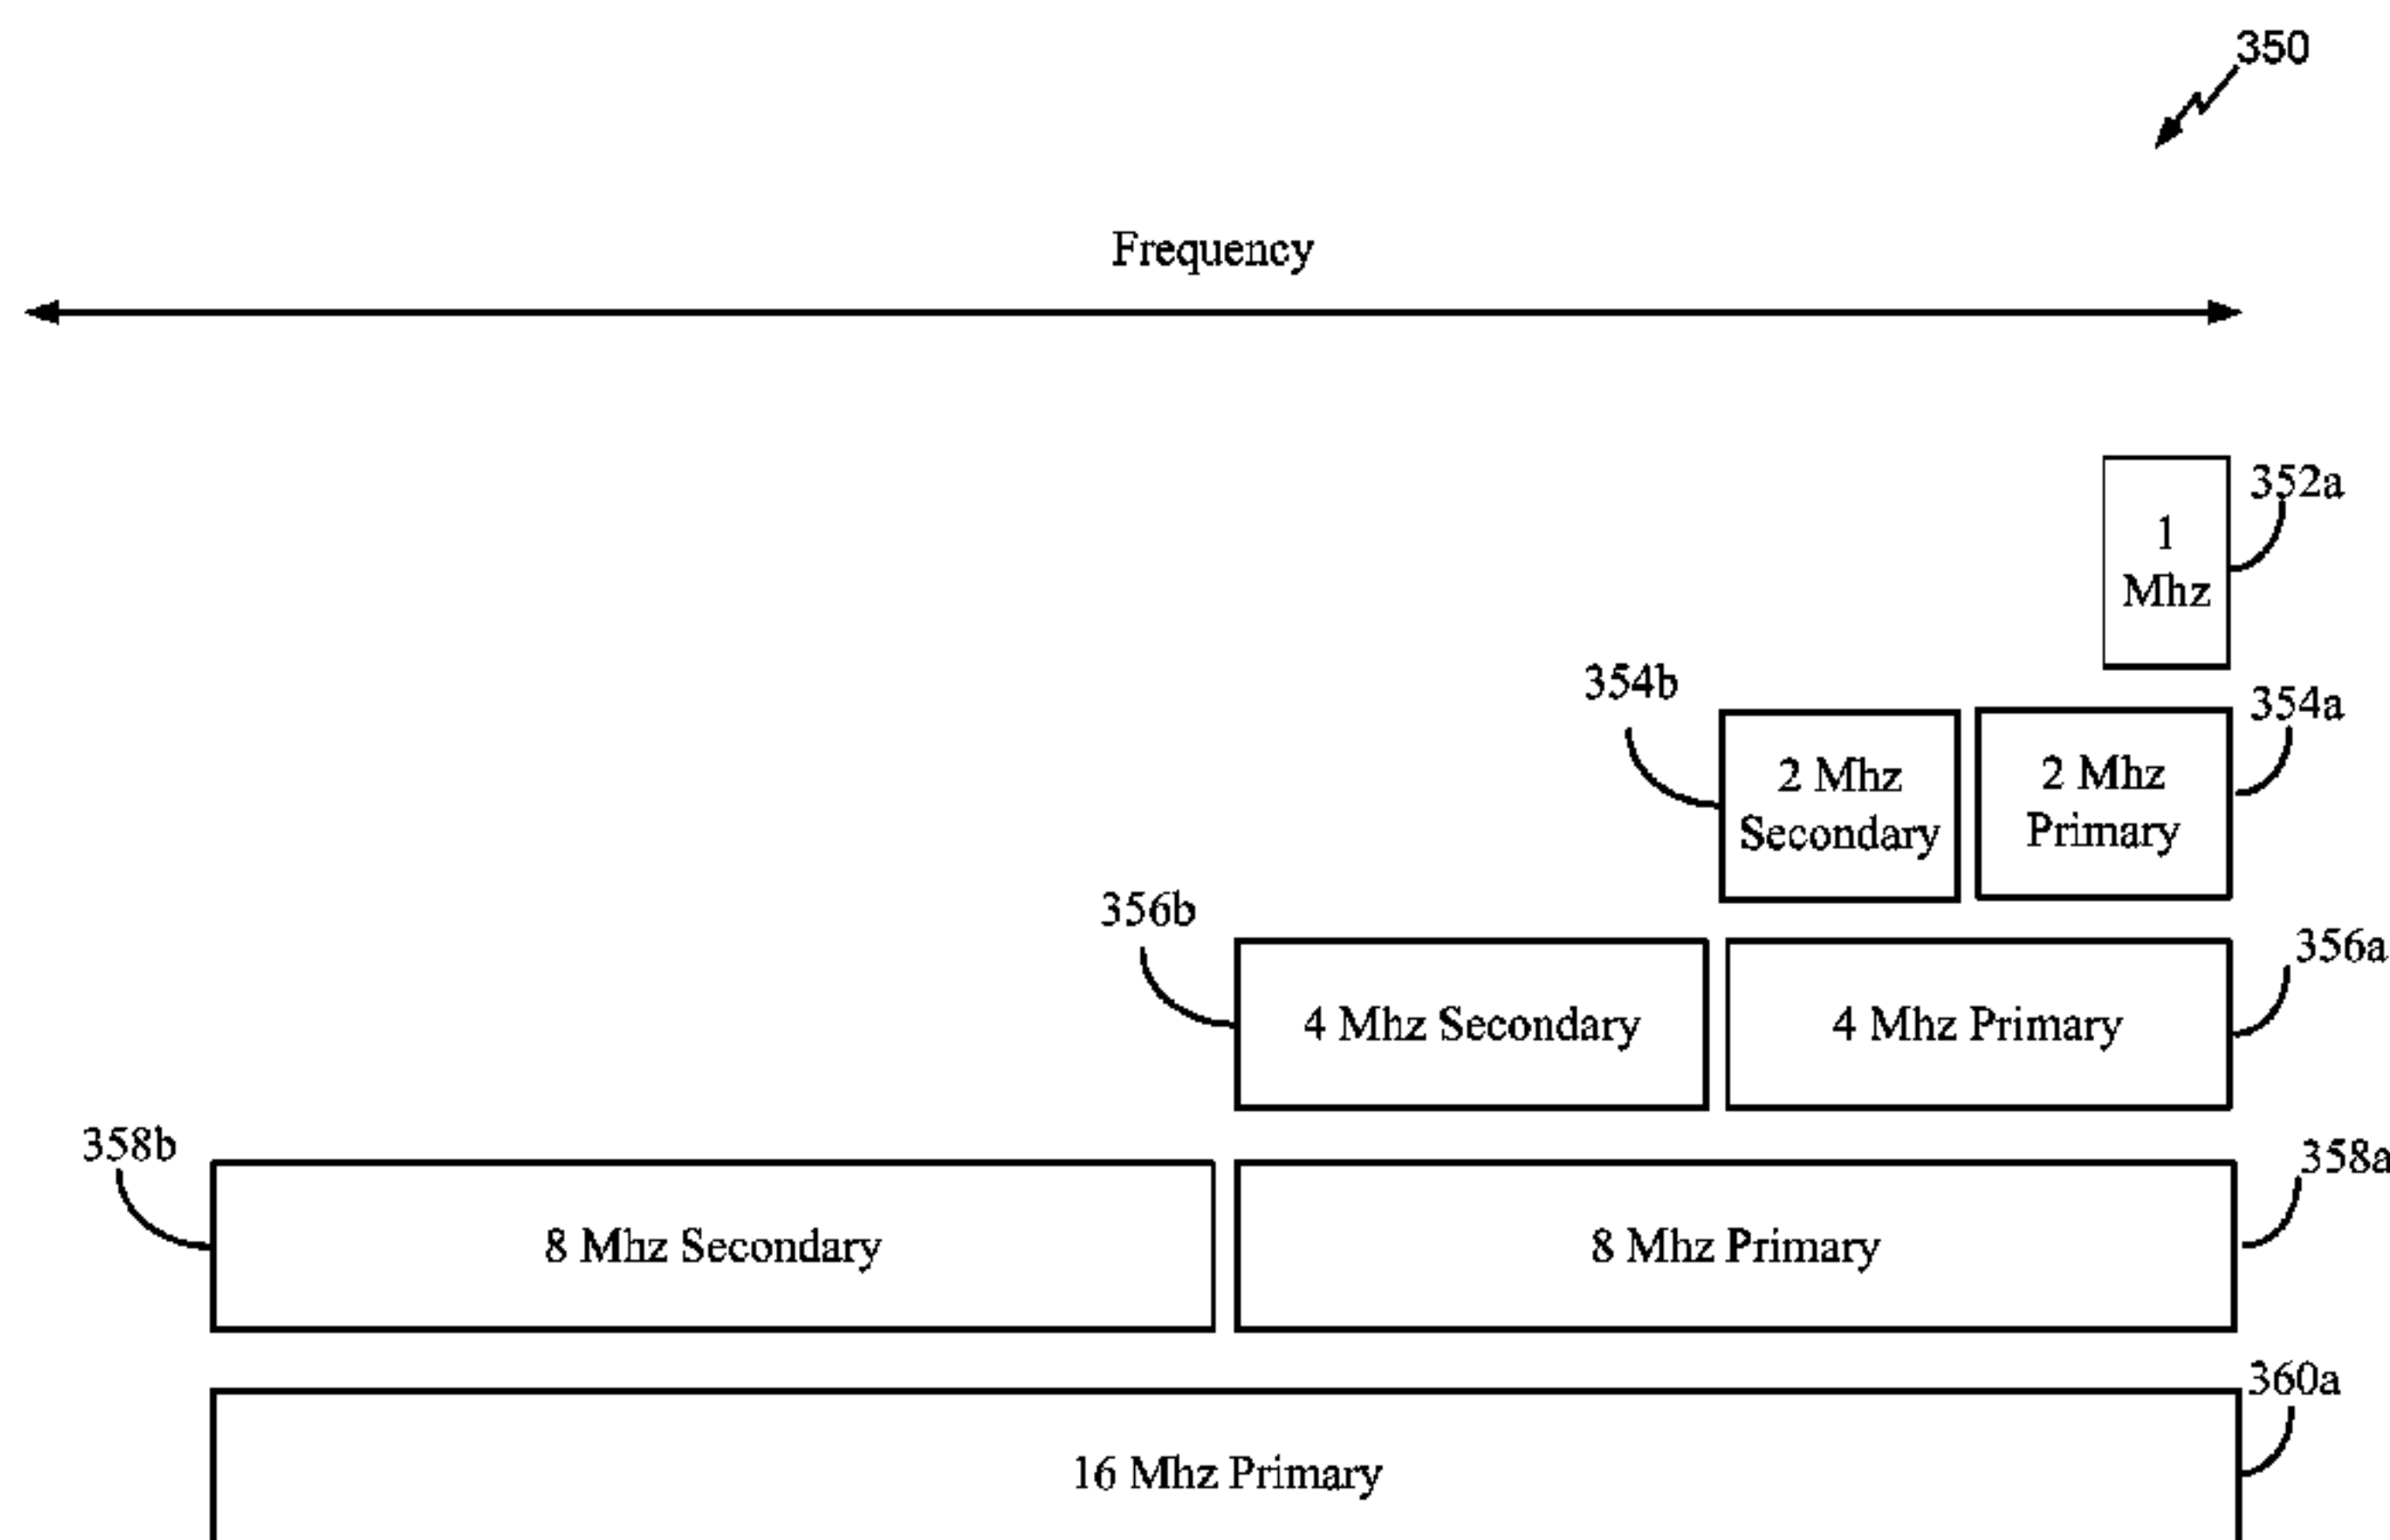 350
Frequency
352a
1
Mhz
354b
354a
2 Mhz
Secondary
2 Mhz
Primary
356b
356a
4 Mhz Secondary
4 Mhz Primary
358b
358a
8 Mhz Secondary
8 Mhz Primary
360a
16 Mhz Primary